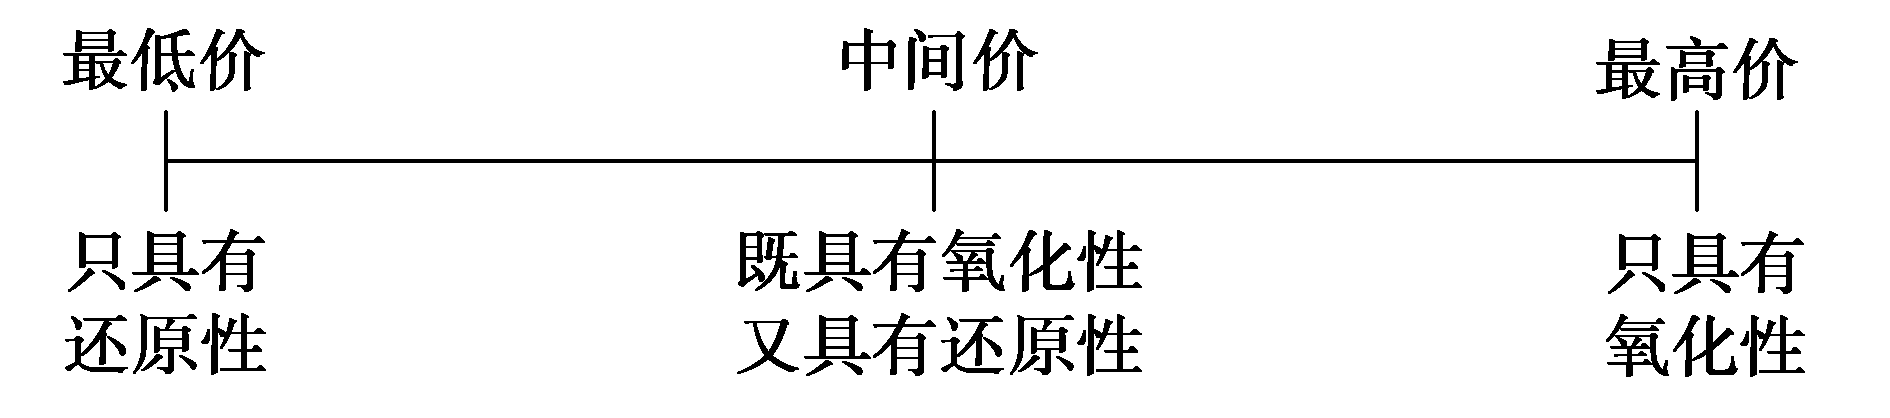 最低价
中间价
最高价
只具有
还原性
既具有氧化性
又具有还原性
只具有
氧化性